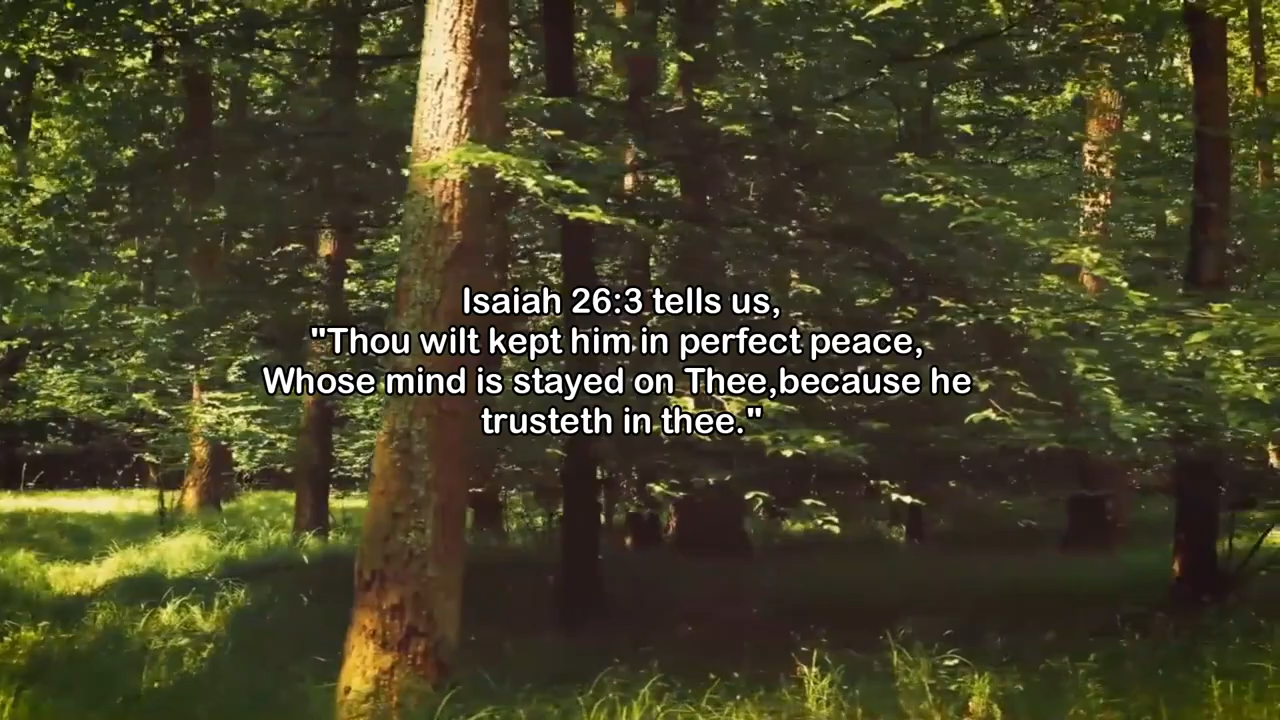 Isaiah 26:3 tells us,
"Thou wilt kept him in perfect peace,
Whose mind is stayed on Thee,because he
trusteth in thee."